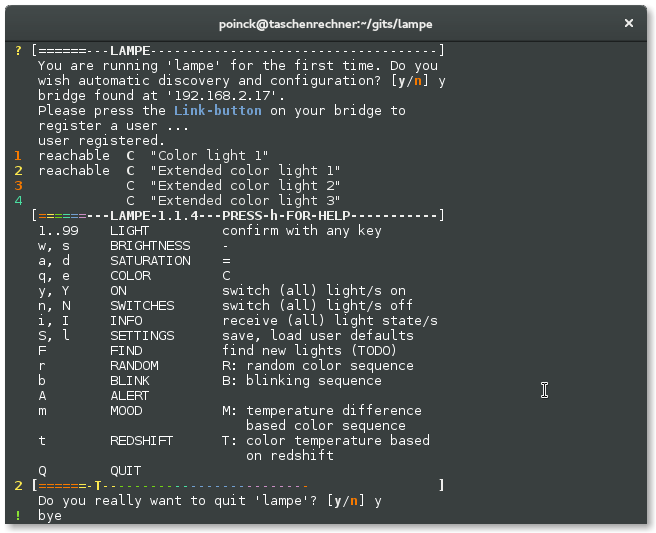 poinck@taschenrechner:~/gits/lampe ×
? [======---LAMPE------------------------------------]
You are running 'lampe' for the first time. Do you
wish automatic discovery and configuration? [y/n] y
bridge found at '192.168.2.17'.
Please press the Link-button on your bridge to
register a user ...
user registered.
1 reachable C "Color light 1"
2 reachable C "Extended color light 1"
3 C "Extended color light 2"
4 C "Extended color light 3"
[======---LAMPE-1.1.4---PRESS-h-FOR-HELP-----------]
1..99 LIGHT confirm with any key
w, s BRIGHTNESS -
a, d SATURATION =
q, e COLOR C
y, Y ON switch (all) light/s on
n, N SWITCHES switch (all) light/s off
i, I INFO receive (all) light state/s
S, l SETTINGS save, load user defaults
F FIND find new lights (TODO)
r RANDOM R: random color sequence
b BLINK B: blinking sequence
A ALERT
m MOOD M: temperature difference
based color sequence
t REDSHIFT T: color temperature based
on redshift
Q QUIT
2 [======-T-------------------------- ]
Do you really want to quit 'lampe'? [y/n] y
! bye